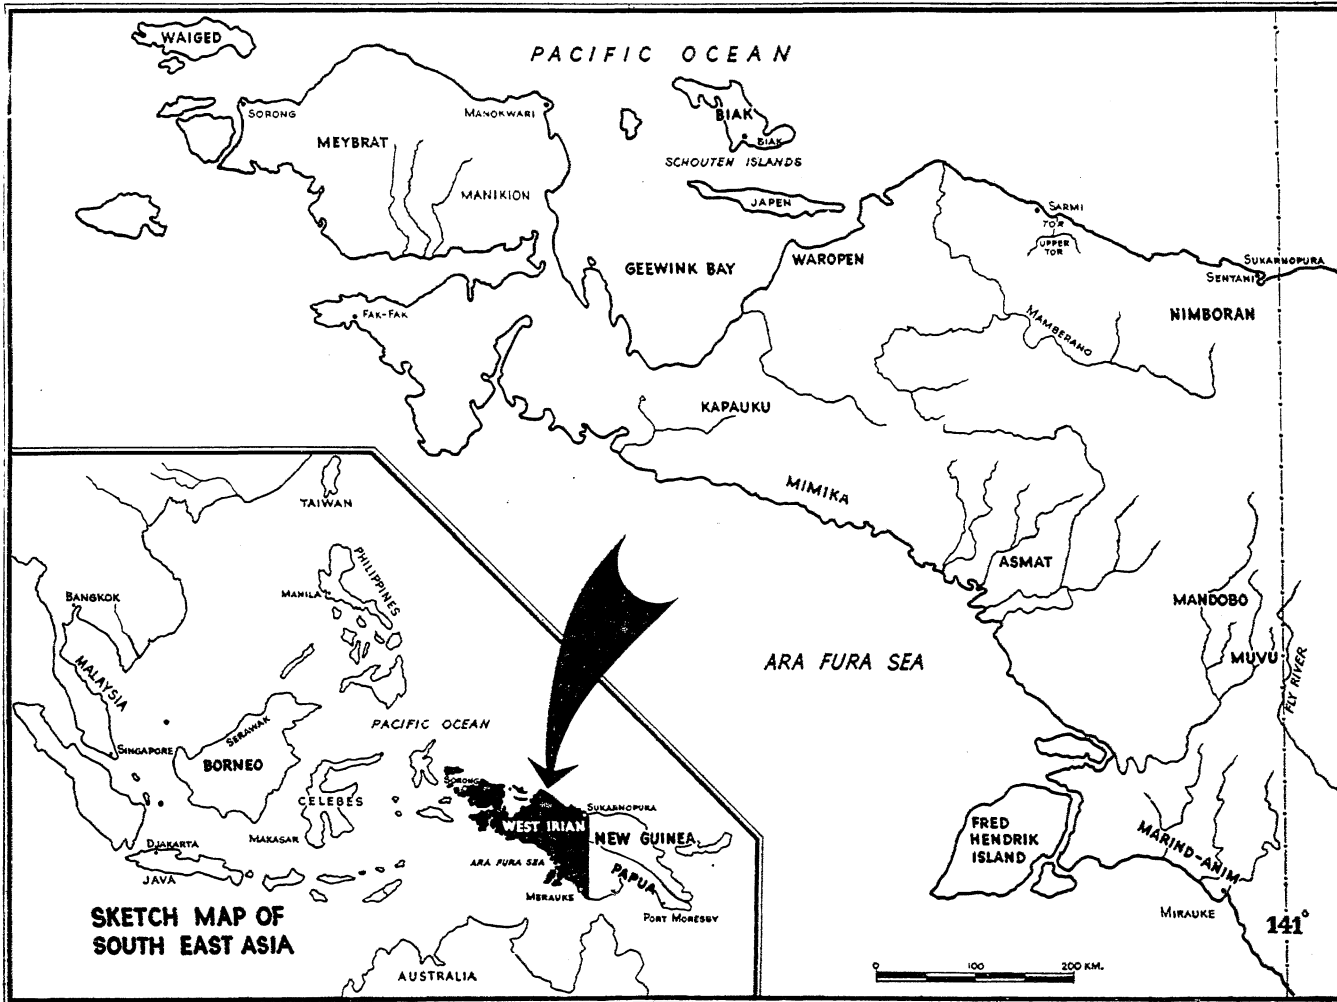 WAIGED
PACIFIC OCEAN
SORONG
MANOKWARI
BIAK
BIAK
MEYBRAT
SCHOUTEN ISLANDS
MANIKION
JAPEN
SARMI
TOR
UPPER
TOR
GEEWINK BAY
WAROPEN
SUKARNOPURA
SENTANI
FAK-FAK
MAMBERANO
NIMBORAN
KAPAUKU
MIMIKA
ASMAT
MANDOBO
MUVU
FLY RIVER
ARA FURA SEA
FRED
HENDRIK
ISLAND
MARIND-ANIM
MIRAUKE
141°
0 100 200 KM.
TAIWAN
PHILIPPINES
MANILA
BANGKOK
MALAYSIA
PACIFIC OCEAN
SERAWAK
SINGAPORE
BORNEO
SORONG
CELEBES
SUKARNOPURA
WEST IRIAN
NEW GUINEA
MAKASAR
DJAKARTA
ARA FURA SEA
PAPUA
JAVA
MERAUKE
PORT MORESBY
SKETCH MAP OF
SOUTH EAST ASIA
AUSTRALIA